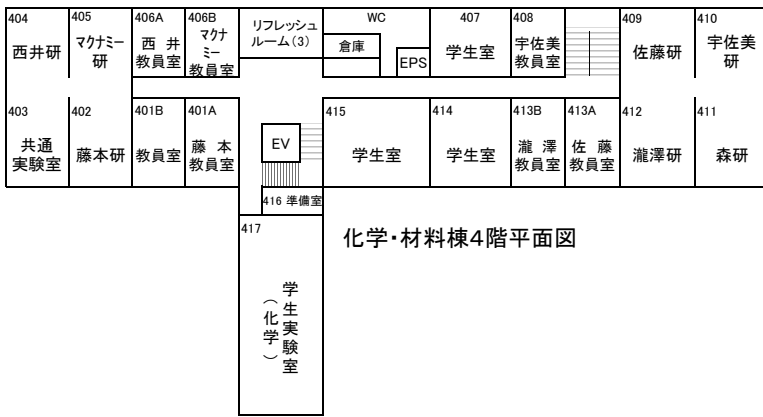 404
西井研
405
マクナミー
研
406A
西 井
教員室
406B
マクナ
ミー
教員室
リフレッシュ
ルーム(3)
WC
倉庫
EPS
407
学生室
408
宇佐美
教員室
409
佐藤研
410
宇佐美
研
403
共通
実験室
402
藤本研
401B
教員室
401A
藤 本
教員室
EV
415
学生室
414
学生室
413B
瀧 澤
教員室
413A
佐 藤
教員室
412
瀧澤研
411
森研
416 準備室
417
学生実験室
(化学)
化学・材料棟4階平面図